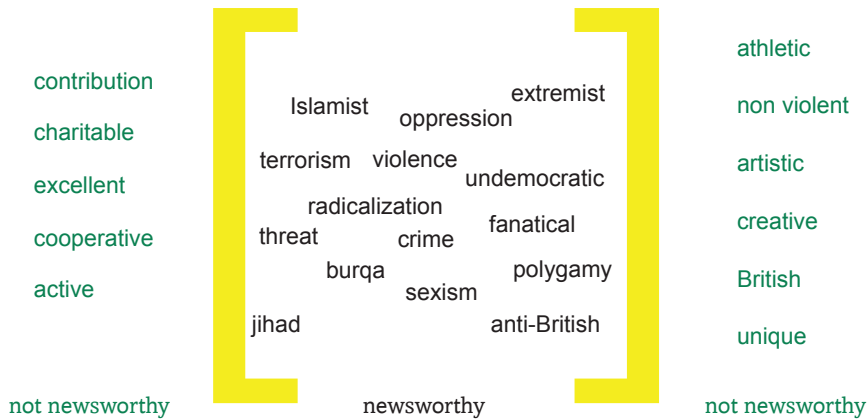 contribution
charitable
excellent
cooperative
active
not newsworthy
Islamist
extremist
oppression
terrorism
violence
undemocratic
radicalization
fanatical
threat
crime
burqa
polygamy
sexism
jihad
anti-British
newsworthy
athletic
non violent
artistic
creative
British
unique
not newsworthy